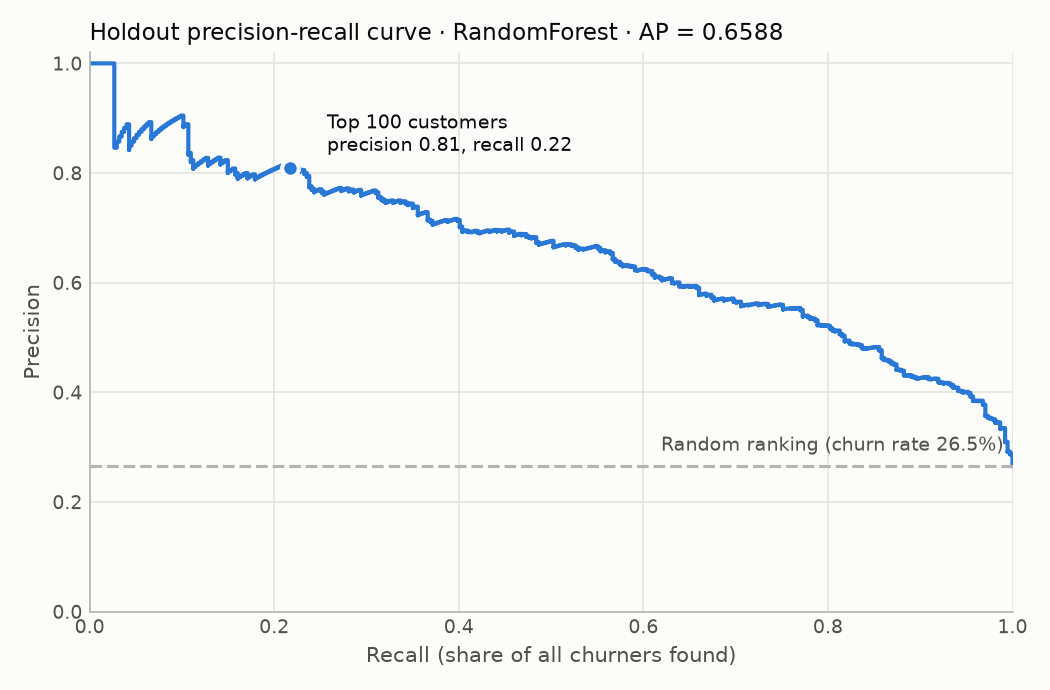 Holdout precision-recall curve · RandomForest · AP = 0.6588
1.0
0.8
0.6
0.4
0.2
0.0
Precision
Top 100 customers
precision 0.81, recall 0.22
Random ranking (churn rate 26.5%)
0.0 0.2 0.4 0.6 0.8 1.0
Recall (share of all churners found)